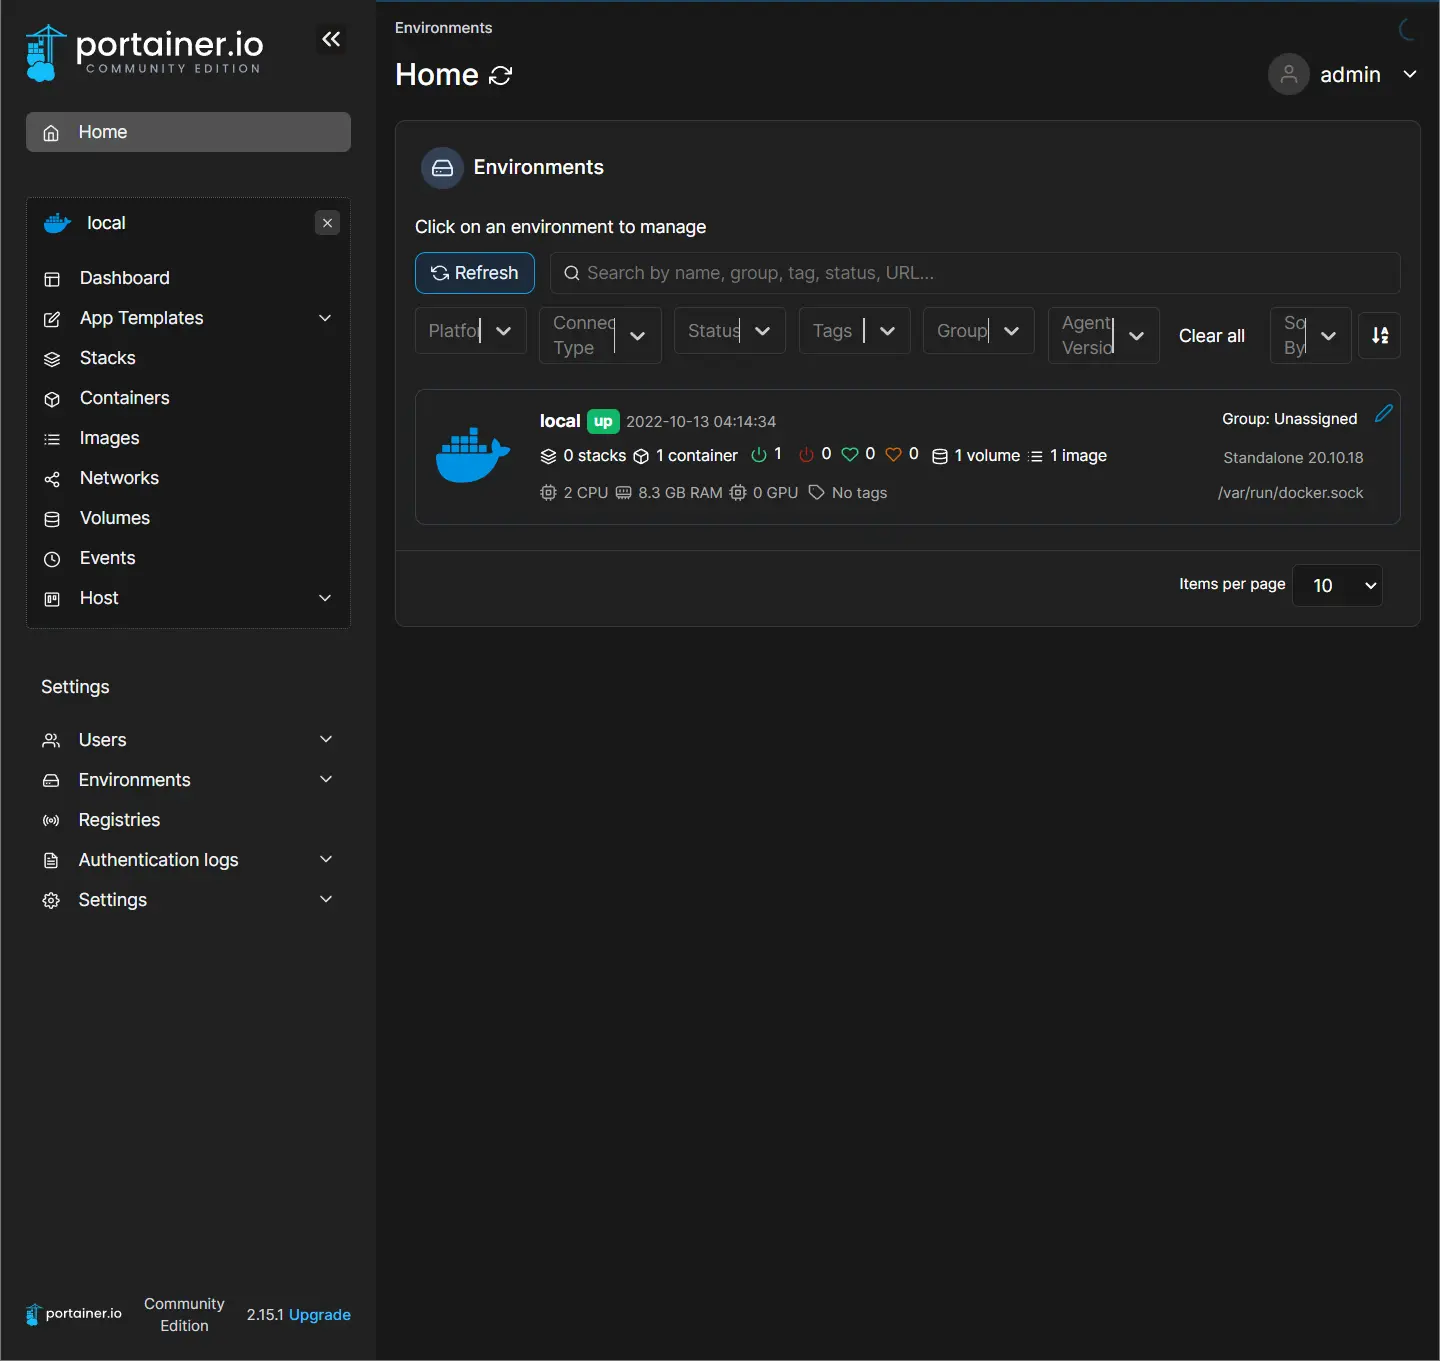 portainer.io
COMMUNITY EDITION
Home
local
Dashboard
App Templates
Stacks
Containers
Images
Networks
Volumes
Events
Host
Settings
Users
Environments
Registries
Authentication logs
Settings
portainer.io
Community
Edition
2.15.1 Upgrade
Environments
Home
admin
Environments
Click on an environment to manage
Refresh
Search by name, group, tag, status, URL...
Platfor
Connec
Type
Status
Tags
Group
Agent
Versio
Clear all
So
By
local up 2022-10-13 04:14:34
Group: Unassigned
0 stacks 1 container 1 0 0 0 1 volume 1 image
Standalone 20.10.18
2 CPU 8.3 GB RAM 0 GPU No tags
/var/run/docker.sock
Items per page 10